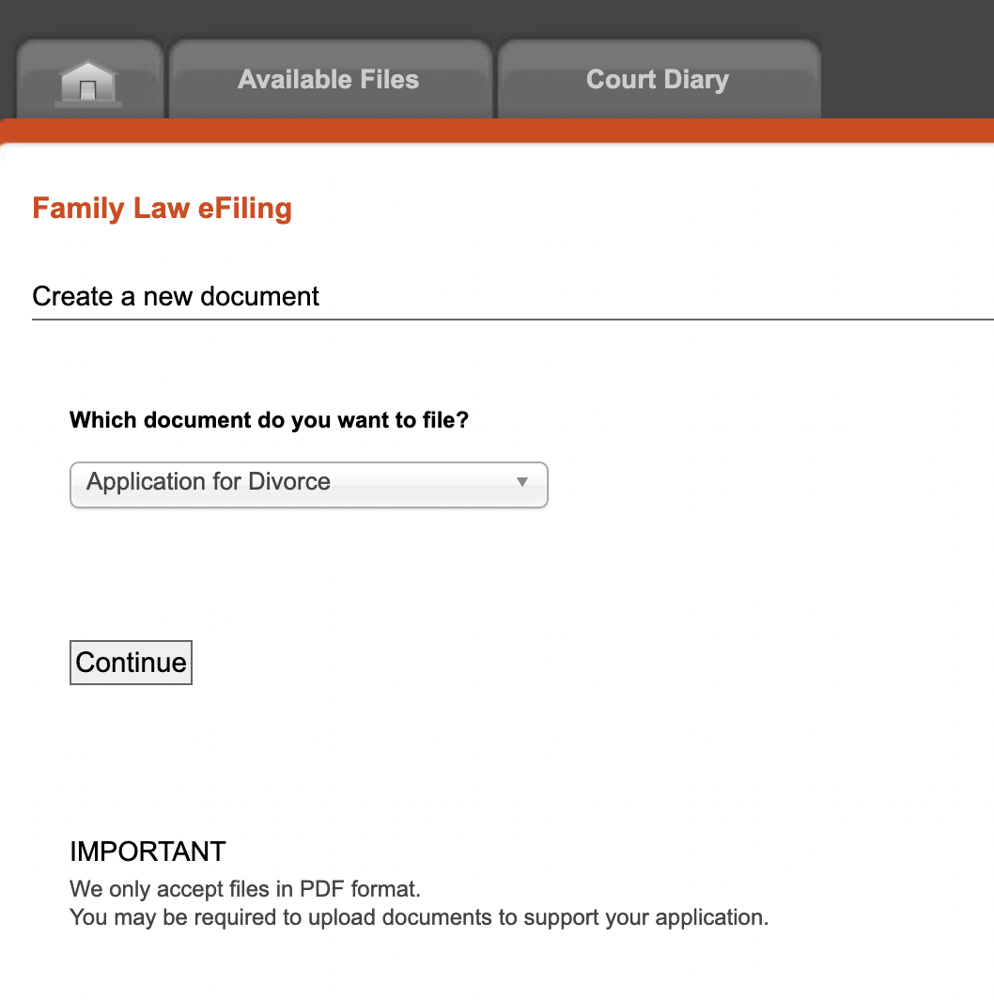 Available Files
Court Diary
Family Law eFiling
Create a new document
Which document do you want to file?
Application for Divorce
Continue
IMPORTANT
We only accept files in PDF format.
You may be required to upload documents to support your application.